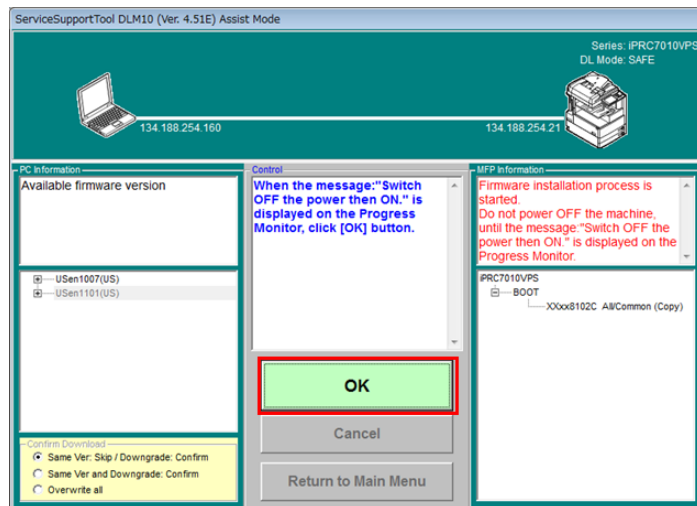 ServiceSupportTool DLM10 (Ver. 4.51E) Assist Mode
Series: iPRC7010VPS
DL Mode: SAFE
134.188.254.160
134.188.254.21
PC Information
Available firmware version
USen1007(US)
USen1101(US)
Confirm Download
Same Ver: Skip / Downgrade: Confirm
Same Ver and Downgrade: Confirm
Overwrite all
Control
When the message:"Switch
OFF the power then ON." is
displayed on the Progress
Monitor, click [OK] button.
OK
Cancel
Return to Main Menu
MFP Information
Firmware installation process is
started.
Do not power OFF the machine,
until the message:"Switch OFF the
power then ON." is displayed on the
Progress Monitor.
iPRC7010VPS
BOOT
XXxx8102C All/Common (Copy)